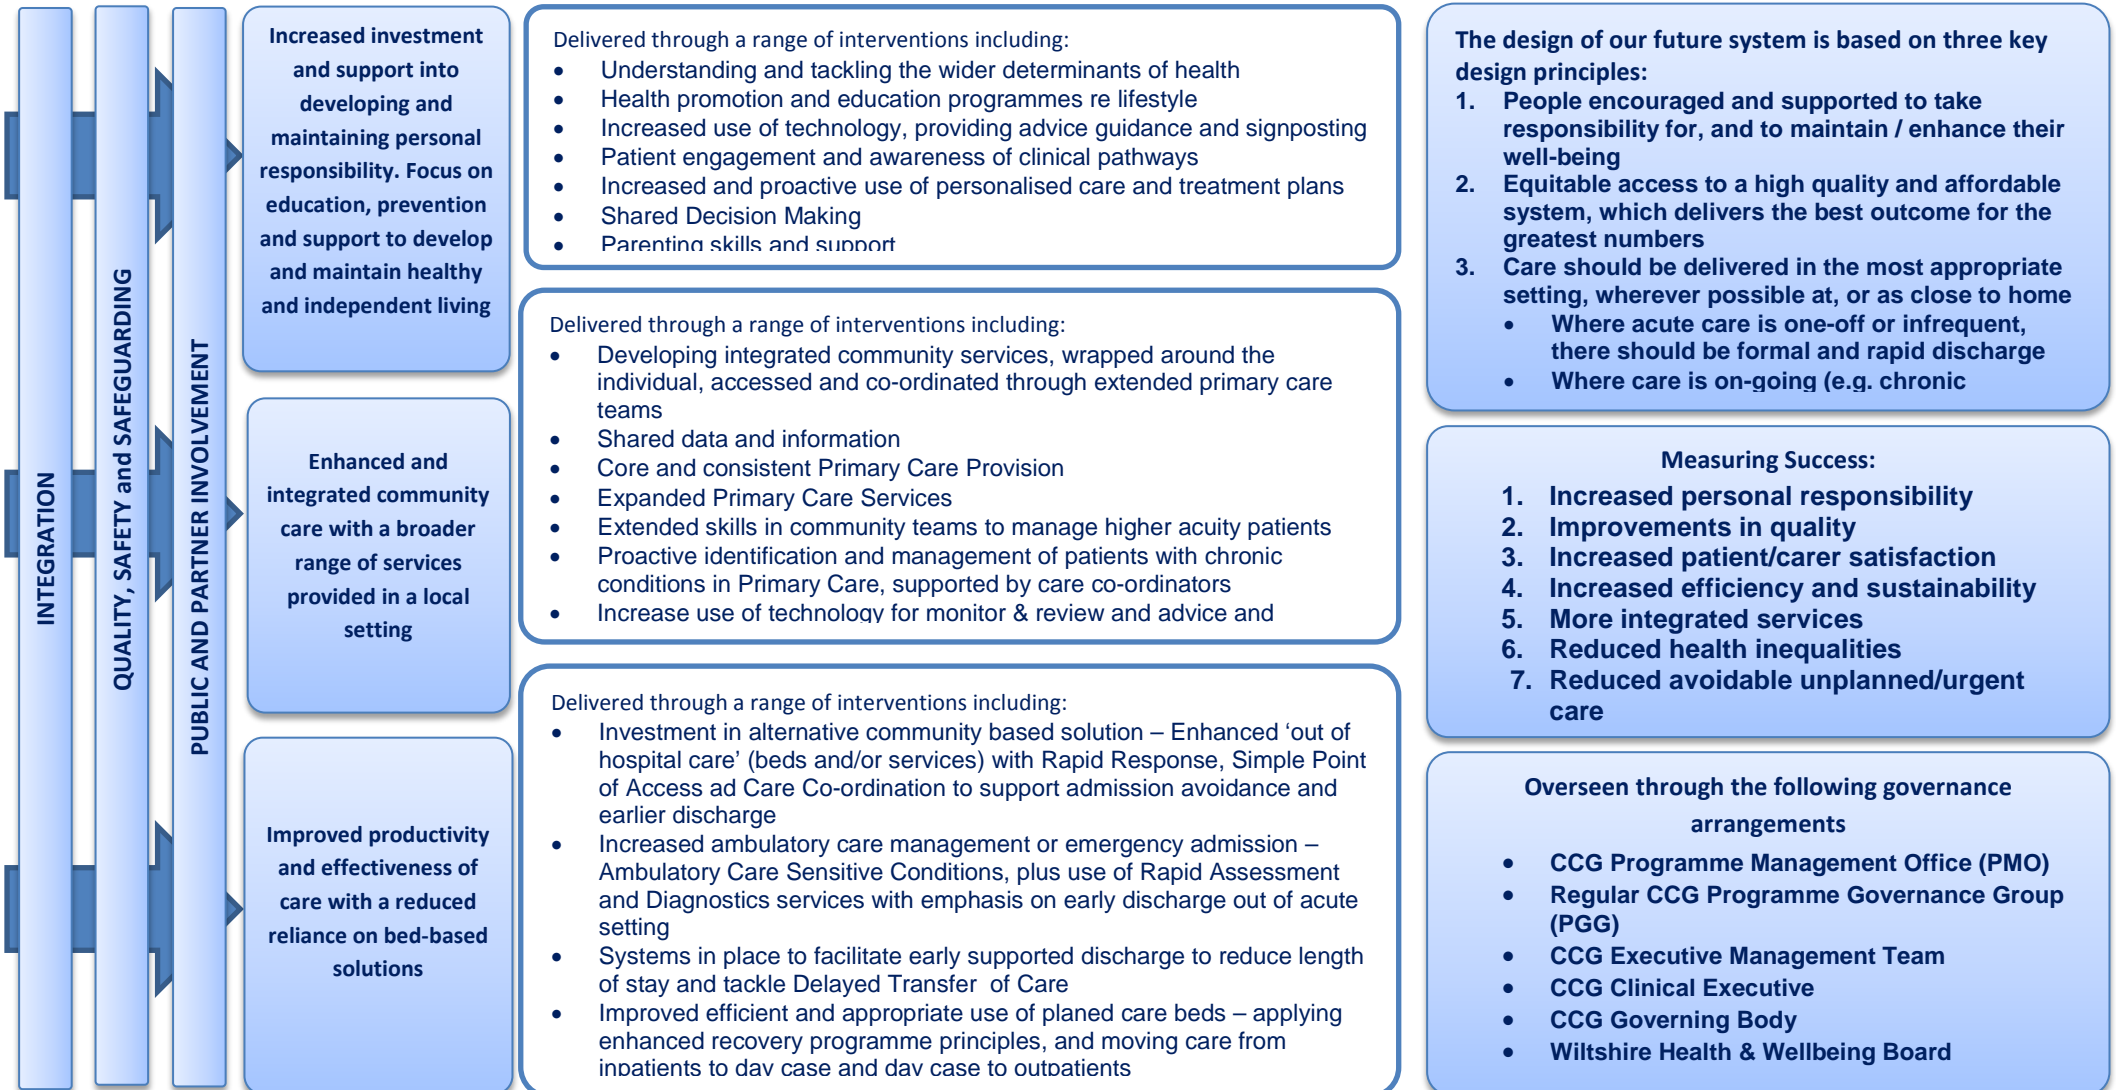 INTEGRATION
QUALITY, SAFETY and SAFEGUARDING
PUBLIC AND PARTNER INVOLVEMENT
Increased investment
and support into
developing and
maintaining personal
responsibility. Focus on
education, prevention
and support to develop
and maintain healthy
and independent living
Delivered through a range of interventions including:
• Understanding and tackling the wider determinants of health
• Health promotion and education programmes re lifestyle
• Increased use of technology, providing advice guidance and signposting
• Patient engagement and awareness of clinical pathways
• Increased and proactive use of personalised care and treatment plans
• Shared Decision Making
• Parenting skills and support
Enhanced and
integrated community
care with a broader
range of services
provided in a local
setting
Delivered through a range of interventions including:
• Developing integrated community services, wrapped around the
individual, accessed and co-ordinated through extended primary care
teams
• Shared data and information
• Core and consistent Primary Care Provision
• Expanded Primary Care Services
• Extended skills in community teams to manage higher acuity patients
• Proactive identification and management of patients with chronic
conditions in Primary Care, supported by care co-ordinators
• Increase use of technology for monitor & review and advice and
Improved productivity
and effectiveness of
care with a reduced
reliance on bed-based
solutions
Delivered through a range of interventions including:
• Investment in alternative community based solution – Enhanced ‘out of
hospital care’ (beds and/or services) with Rapid Response, Simple Point
of Access ad Care Co-ordination to support admission avoidance and
earlier discharge
• Increased ambulatory care management or emergency admission –
Ambulatory Care Sensitive Conditions, plus use of Rapid Assessment
and Diagnostics services with emphasis on early discharge out of acute
setting
• Systems in place to facilitate early supported discharge to reduce length
of stay and tackle Delayed Transfer of Care
• Improved efficient and appropriate use of planed care beds – applying
enhanced recovery programme principles, and moving care from
inpatients to day case and day case to outpatients
The design of our future system is based on three key
design principles:
1. People encouraged and supported to take
responsibility for, and to maintain / enhance their
well-being
2. Equitable access to a high quality and affordable
system, which delivers the best outcome for the
greatest numbers
3. Care should be delivered in the most appropriate
setting, wherever possible at, or as close to home
• Where acute care is one-off or infrequent,
there should be formal and rapid discharge
• Where care is on-going (e.g. chronic
Measuring Success:
1. Increased personal responsibility
2. Improvements in quality
3. Increased patient/carer satisfaction
4. Increased efficiency and sustainability
5. More integrated services
6. Reduced health inequalities
7. Reduced avoidable unplanned/urgent
care
Overseen through the following governance
arrangements
• CCG Programme Management Office (PMO)
• Regular CCG Programme Governance Group
(PGG)
• CCG Executive Management Team
• CCG Clinical Executive
• CCG Governing Body
• Wiltshire Health & Wellbeing Board